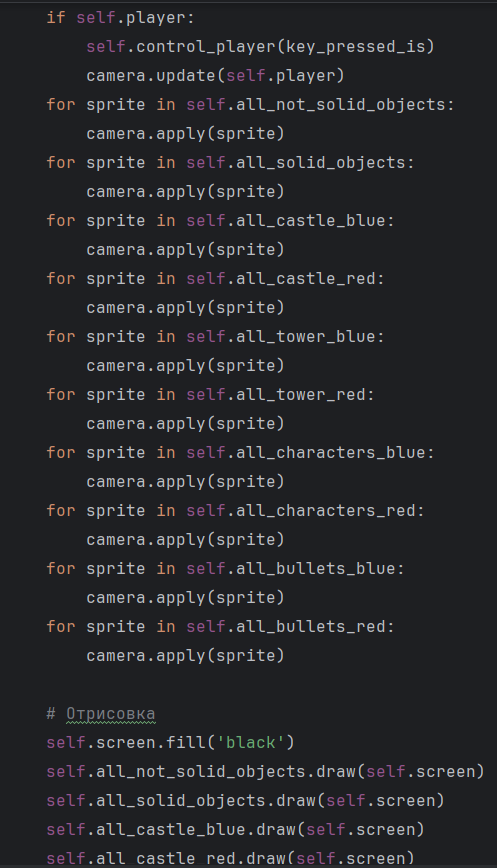 if self.player:
    self.control_player(key_pressed_is)
    camera.update(self.player)
for sprite in self.all_not_solid_objects:
    camera.apply(sprite)
for sprite in self.all_solid_objects:
    camera.apply(sprite)
for sprite in self.all_castle_blue:
    camera.apply(sprite)
for sprite in self.all_castle_red:
    camera.apply(sprite)
for sprite in self.all_tower_blue:
    camera.apply(sprite)
for sprite in self.all_tower_red:
    camera.apply(sprite)
for sprite in self.all_characters_blue:
    camera.apply(sprite)
for sprite in self.all_characters_red:
    camera.apply(sprite)
for sprite in self.all_bullets_blue:
    camera.apply(sprite)
for sprite in self.all_bullets_red:
    camera.apply(sprite)

# Отрисовка
self.screen.fill('black')
self.all_not_solid_objects.draw(self.screen)
self.all_solid_objects.draw(self.screen)
self.all_castle_blue.draw(self.screen)
self.all_castle_red.draw(self.screen)